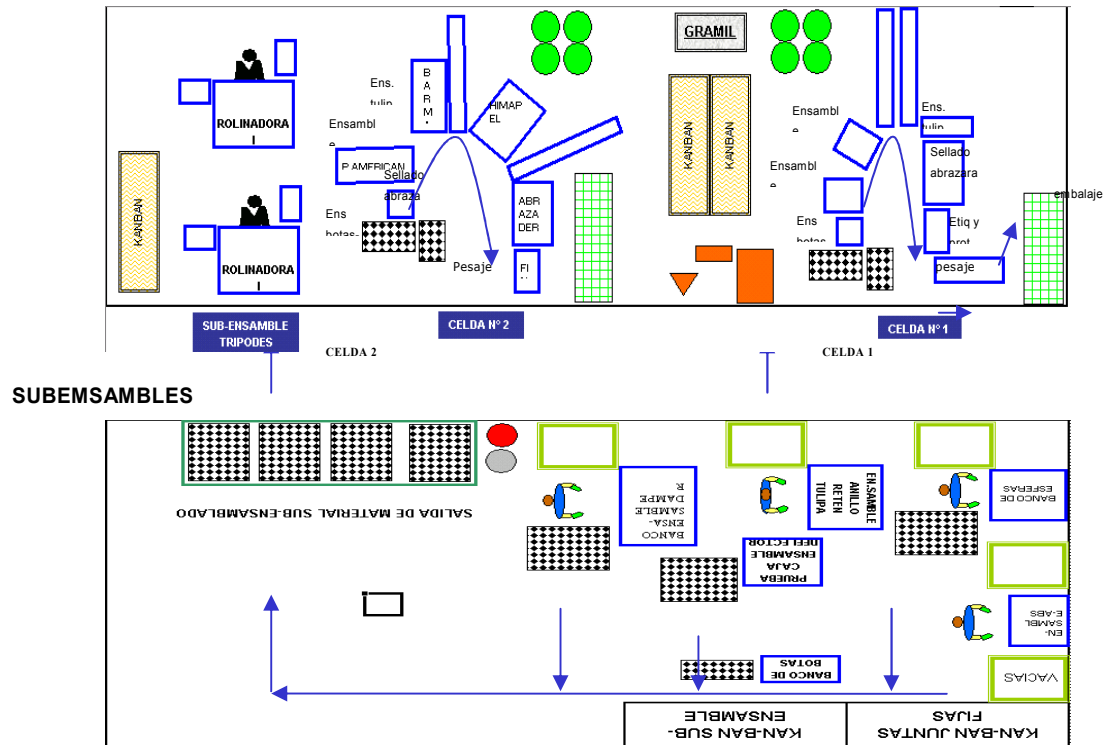 GRAMIL
ROLINADORA
I
ROLINADORA
I
KANBAN
Ens.
Ensambl
P.AMERICAN
Sellado
abraza
Ens
BARM
HIMAP
EL
ABR
AZA
DER
Pesaje
KANBAN
KANBAN
Ensambl
e
Ensambl
Ens
Ens.
Sellado
abrazara
Etiq y
pesaje
embalaje
SUB-ENSAMBLE
TRIPODES
CELDA N° 2
CELDA N° 1
CELDA 2
CELDA 1
SUBEMSAMBLES
SALIDA DE MATERIAL SUB-ENSAMBLADO
BANCO
ENSA-
SAMBLE
DAMPE
R
ENSAMBLE
ANILLO
RETEN
TULIPA
BANCO DE
ESFERAS
PRUEBA
CAJA
ENSAMBLE
DEFLECTOR
EN-
SAMBL
E-ABS
BANCO DE
BOTAS
VACIAS
KAN-BAN SUB-
ENSAMBLE
KAN-BAN JUNTAS
FIJAS